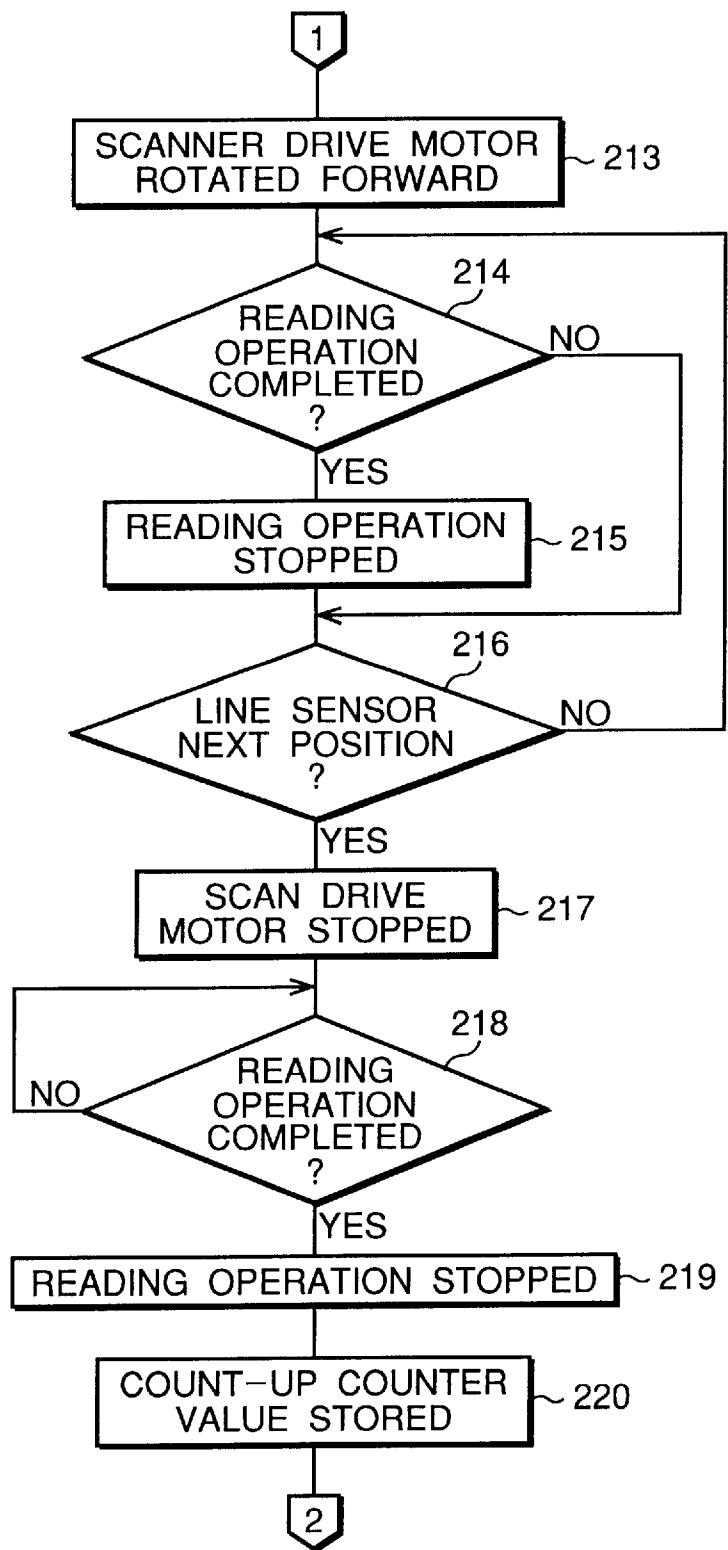 1
SCANNER DRIVE MOTOR
ROTATED FORWARD
213
214
READING
OPERATION
COMPLETED
?
NO
YES
READING OPERATION
STOPPED
215
216
LINE SENSOR
NEXT POSITION
?
NO
YES
SCAN DRIVE
MOTOR STOPPED
217
218
READING
OPERATION
COMPLETED
?
NO
YES
READING OPERATION STOPPED
219
COUNT-UP COUNTER
VALUE STORED
220
2